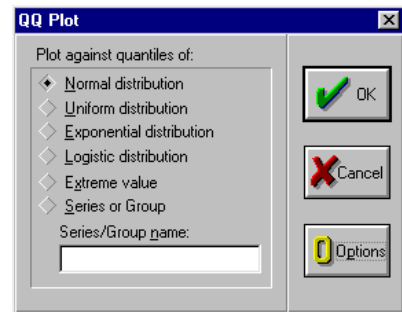 QQ Plot
Plot against quantiles of:
Normal distribution
Uniform distribution
Exponential distribution
Logistic distribution
Extreme value
Series or Group
Series/Group name:
OK
Cancel
Options